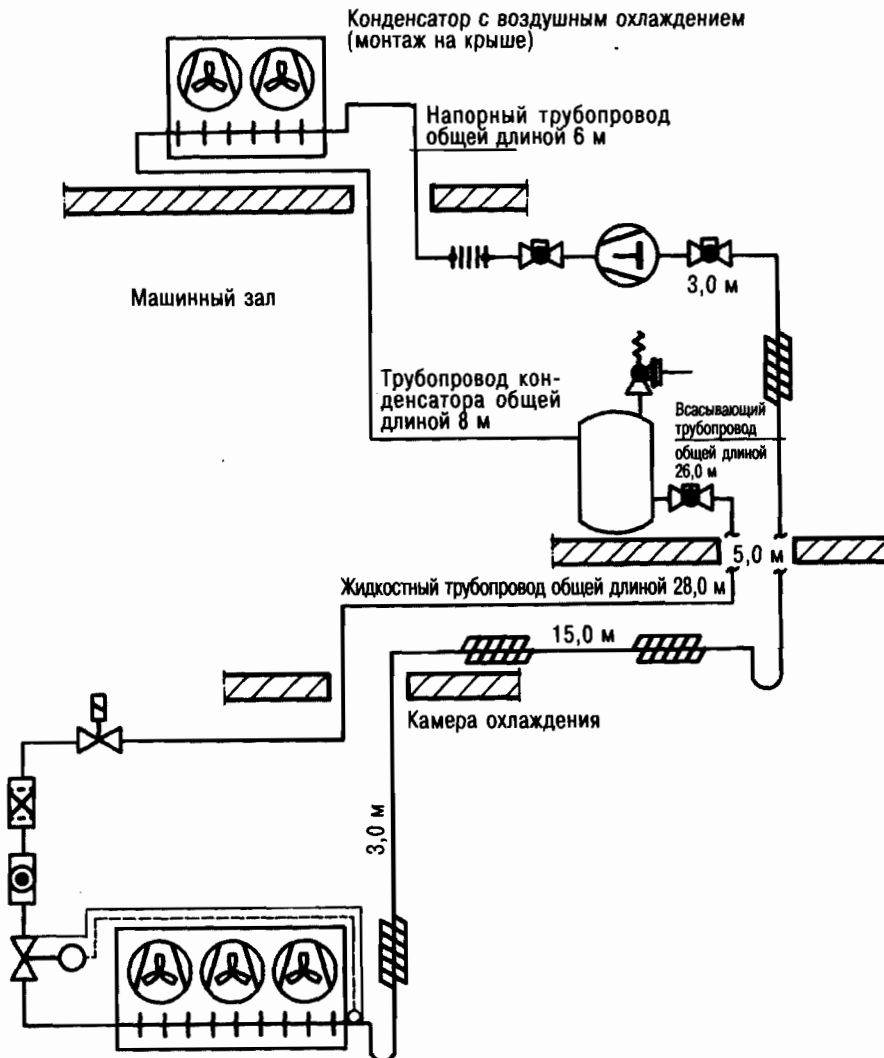 Конденсатор с воздушным охлаждением
(монтаж на крыше)
Напорный трубопровод
общей длиной 6 м
3,0 м
Машинный зал
Трубопровод кон-
денсатора общей
длиной 8 м
Всасывающий
трубопровод
общей длиной
26,0 м
5,0 м
Жидкостный трубопровод общей длиной 28,0 м
15,0 м
Камера охлаждения
3,0 м